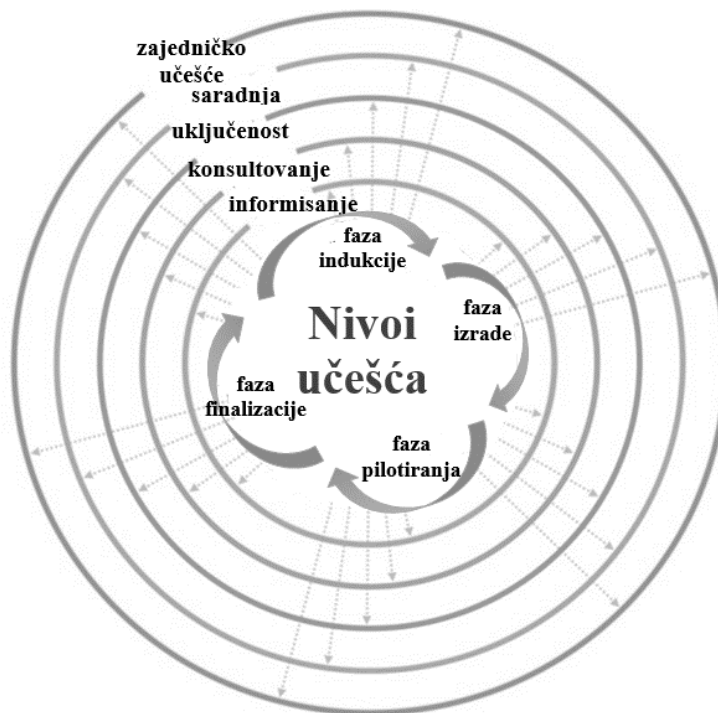 zajedničko
učešće
saradnja
uključenost
konsultovanje
informisanje
faza
indukcije
faza
izrade
Nivoi
učešća
faza
finalizacije
faza
pilotiranja